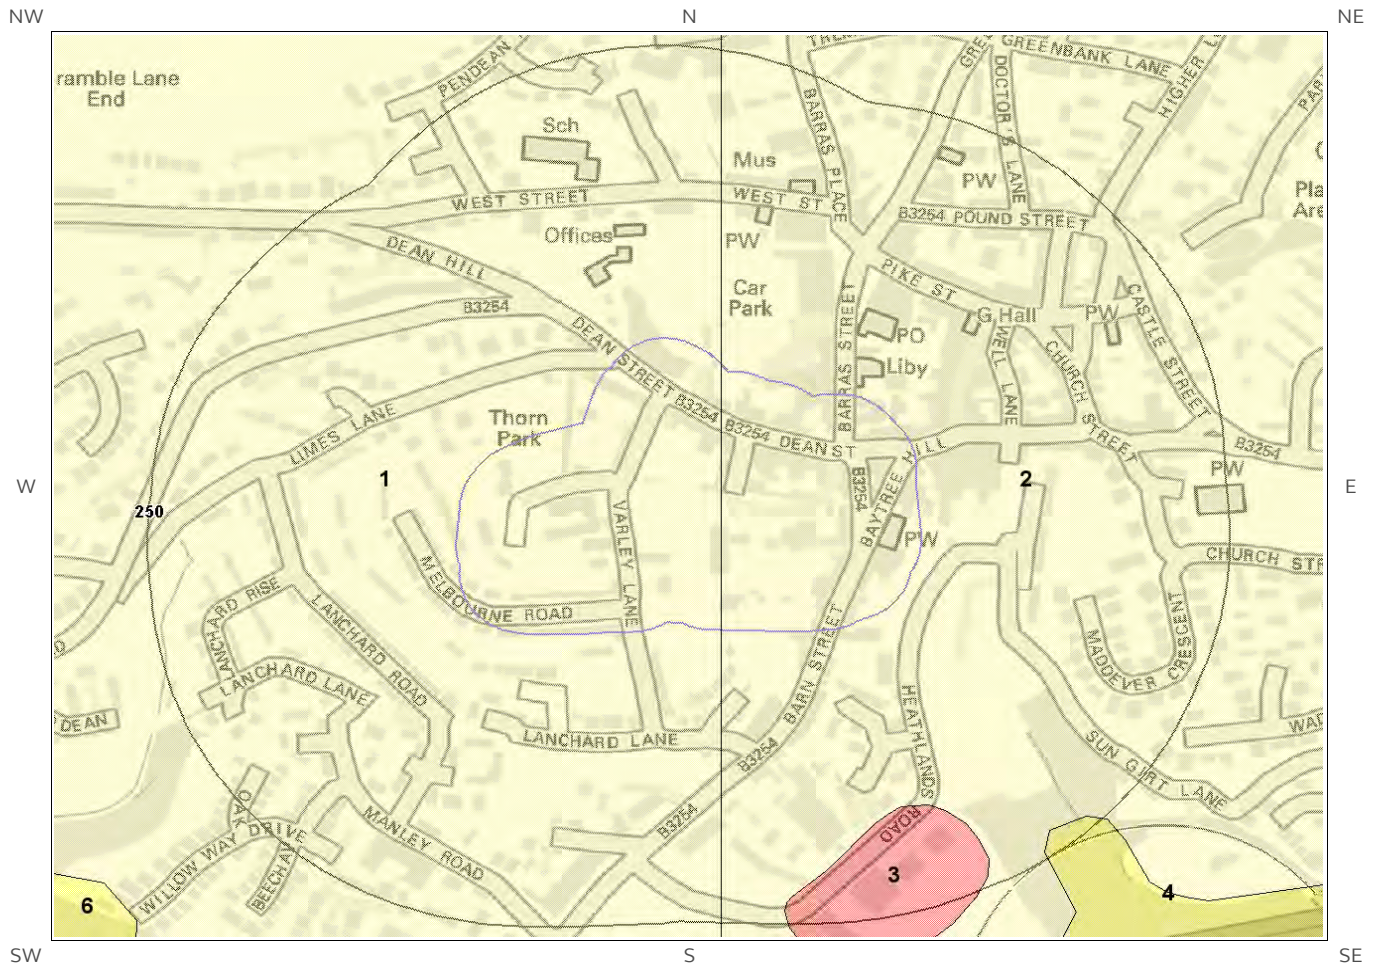 NW
N
NE
ramble Lane
End
PENDEAN
GREENBANK LANE
DOCTOR'S LANE
HIGHER
BARRAS PLACE
Sch
Mus
PW
WEST STREET
WEST ST
B3254 POUND STREET
Offices
PW
DEAN HILL
PIKE ST
Car
Park
B3254
G Hall
PW
CASTLE STREET
DEAN STREET
BARRAS STREET
PO
WELL LANE
CHURCH STREET
Liby
B3254
B3254 DEAN ST
Thorn
Park
LIMES LANE
HILL
B3254
W
1
2
PW
E
250
B3254
BAYTREE
VARLEY LANE
PW
MELBOURNE ROAD
CHURCH STR
LANCHARD RISE
LANCHARD ROAD
MADDEVER CRESCENT
BARN STREET
LANCHARD LANE
HEATHLANDS ROAD
DEAN
LANCHARD LANE
SUN GIRT LANE
B3254
OAK
DRIVE
MANLEY ROAD
B3254
WILLOW WAY
BEECH
3
4
6
SW
S
SE